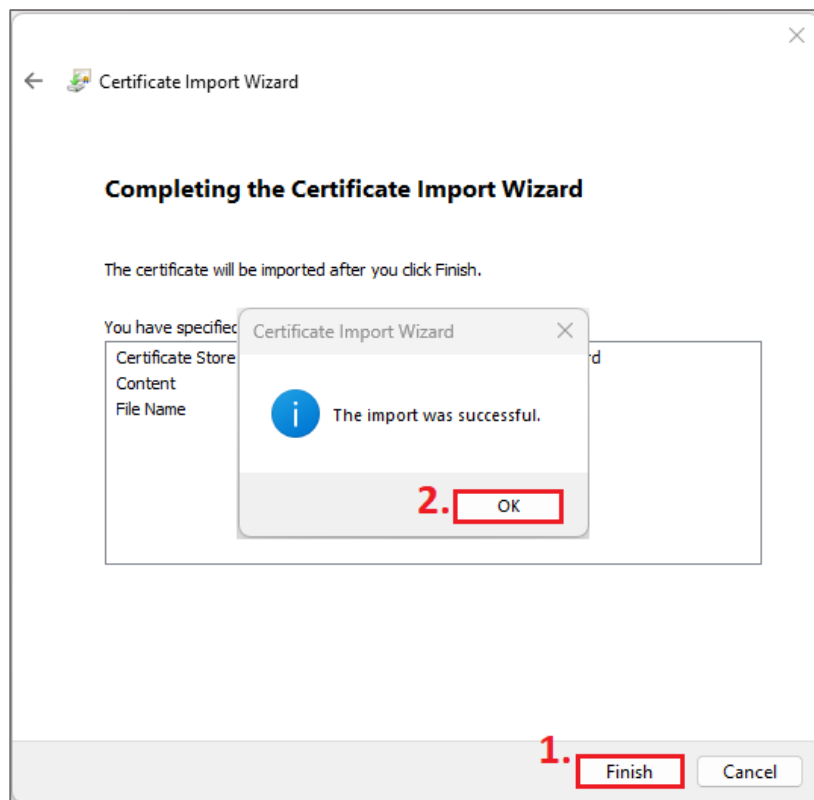 Certificate Import Wizard
Completing the Certificate Import Wizard
The certificate will be imported after you click Finish.
You have specified
Certificate Import Wizard
Certificate Store
Content
File Name
The import was successful.
2. OK
1. Finish Cancel